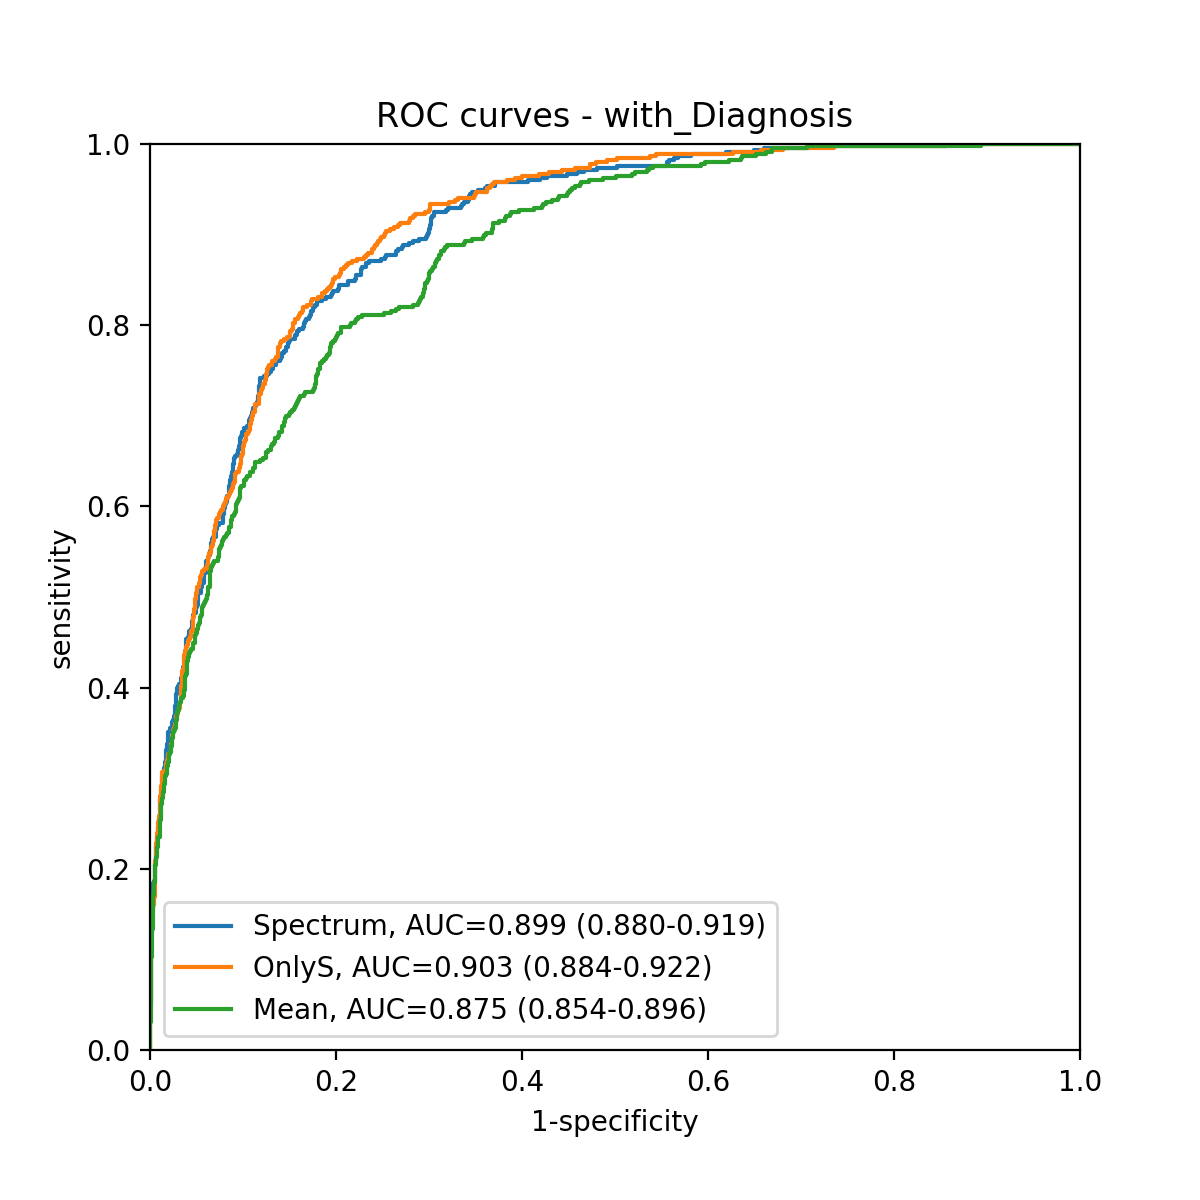 ROC curves - with_Diagnosis
1.0
0.8
0.6
0.4
0.2
0.0
sensitivity
Spectrum, AUC=0.899 (0.880-0.919)
OnlyS, AUC=0.903 (0.884-0.922)
Mean, AUC=0.875 (0.854-0.896)
0.0 0.2 0.4 0.6 0.8 1.0
1-specificity